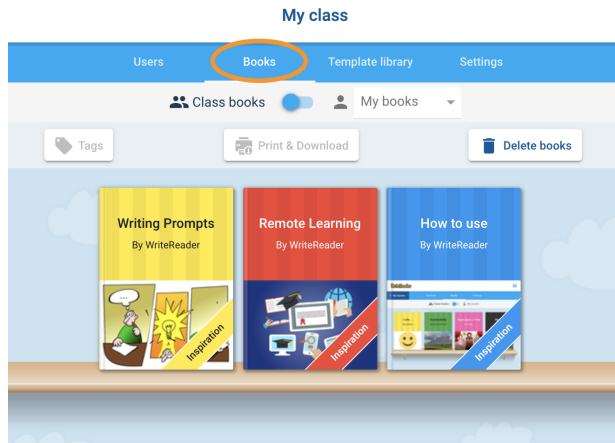 My class
Users
Books
Template library
Settings
Class books
My books
Tags
Print & Download
Delete books
Writing Prompts
By WriteReader
Inspiration
Remote Learning
By WriteReader
Inspiration
How to use
By WriteReader
WriteReader
Inspiration